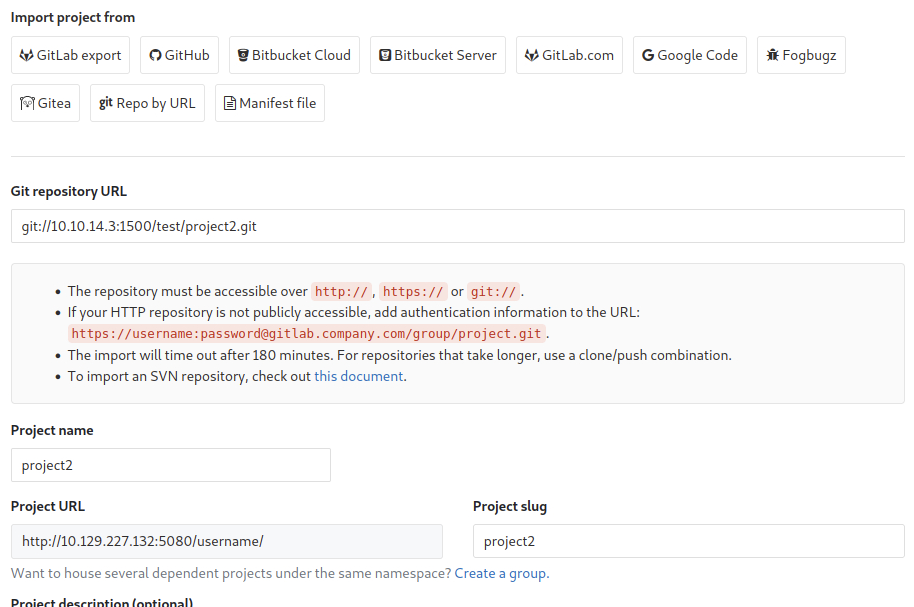 Import project from
GitLab export GitHub Bitbucket Cloud Bitbucket Server GitLab.com Google Code Fogbugz
Gitea git Repo by URL Manifest file
Git repository URL
git://10.10.14.3:1500/test/project2.git
• The repository must be accessible over http://, https:// or git://.
• If your HTTP repository is not publicly accessible, add authentication information to the URL:
https://username:password@gitlab.company.com/group/project.git.
• The import will time out after 180 minutes. For repositories that take longer, use a clone/push combination.
• To import an SVN repository, check out this document.
Project name
project2
Project URL Project slug
http://10.129.227.132:5080/username/ project2
Want to house several dependent projects under the same namespace? Create a group.
Project description (optional)